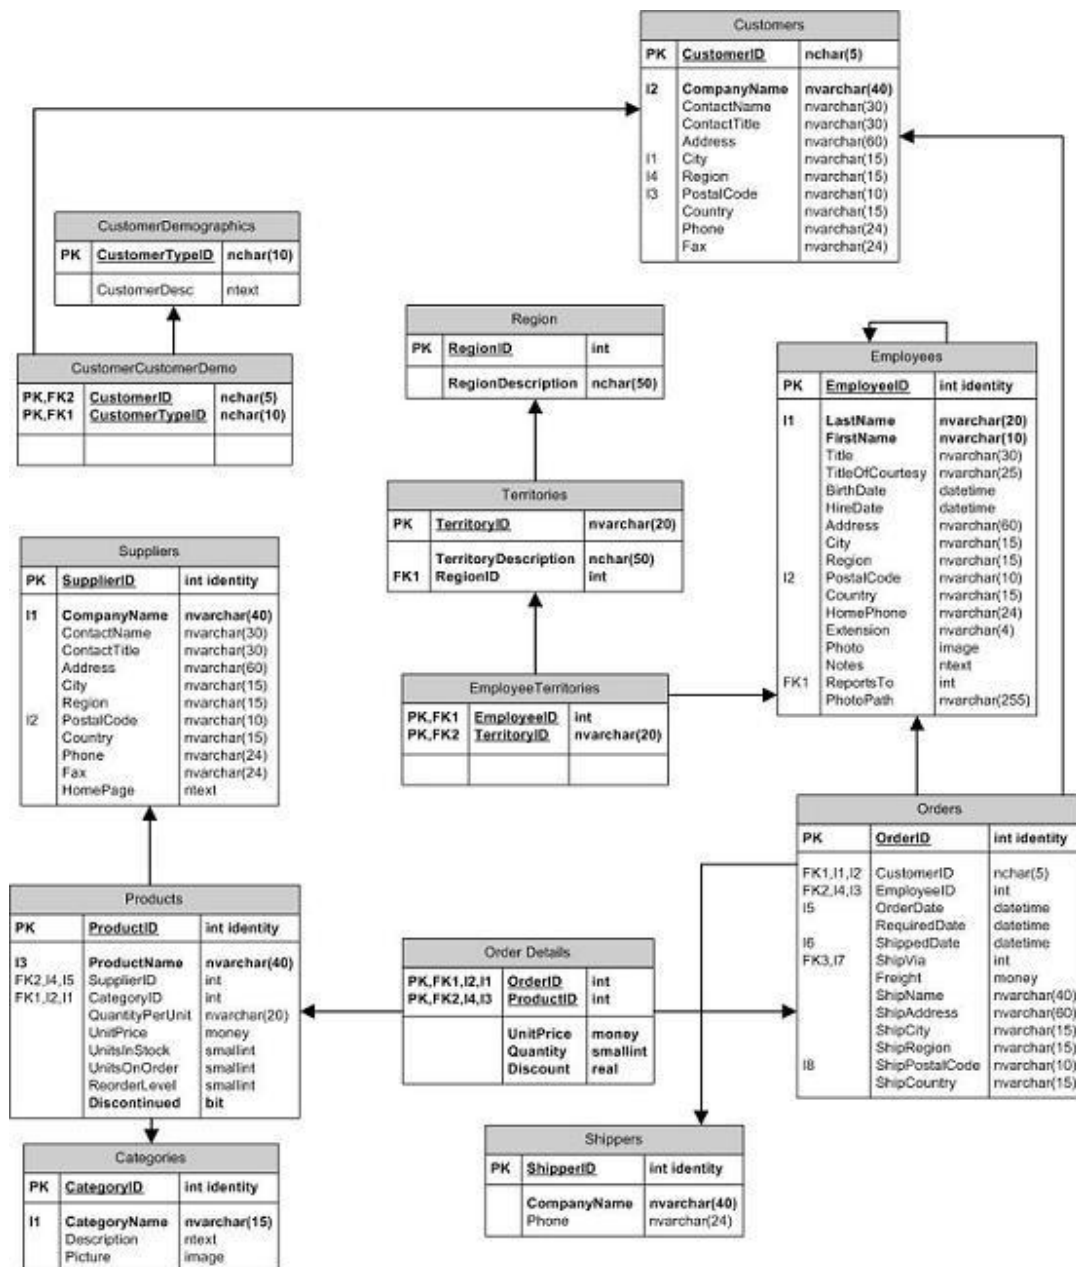 Customers
PK CustomerID nchar(5)
I2 CompanyName nvarchar(40)
ContactName nvarchar(30)
ContactTitle nvarchar(30)
Address nvarchar(60)
I1 City nvarchar(15)
I4 Region nvarchar(15)
I3 PostalCode nvarchar(10)
Country nvarchar(15)
Phone nvarchar(24)
Fax nvarchar(24)
CustomerDemographics
PK CustomerTypeID nchar(10)
CustomerDesc ntext
CustomerCustomerDemo
PK,FK2 CustomerID nchar(5)
PK,FK1 CustomerTypeID nchar(10)
Region
PK RegionID int
RegionDescription nchar(50)
Employees
PK EmployeeID int identity
I1 LastName nvarchar(20)
FirstName nvarchar(10)
Title nvarchar(30)
TitleOfCourtesy nvarchar(25)
BirthDate datetime
HireDate datetime
Address nvarchar(60)
City nvarchar(15)
Region nvarchar(15)
I2 PostalCode nvarchar(10)
Country nvarchar(15)
HomePhone nvarchar(24)
Extension nvarchar(4)
Photo image
Notes ntext
FK1 ReportsTo int
PhotoPath nvarchar(255)
Territories
PK TerritoryID nvarchar(20)
TerritoryDescription nchar(50)
FK1 RegionID int
Suppliers
PK SupplierID int identity
I1 CompanyName nvarchar(40)
ContactName nvarchar(30)
ContactTitle nvarchar(30)
Address nvarchar(60)
City nvarchar(15)
Region nvarchar(15)
I2 PostalCode nvarchar(10)
Country nvarchar(15)
Phone nvarchar(24)
Fax nvarchar(24)
HomePage ntext
EmployeeTerritories
PK,FK1 EmployeeID int
PK,FK2 TerritoryID nvarchar(20)
Orders
PK OrderID int identity
FK1,I1,I2 CustomerID nchar(5)
FK2,I4,I3 EmployeeID int
I5 OrderDate datetime
RequiredDate datetime
I6 ShippedDate datetime
FK3,I7 ShipVia int
Freight money
ShipName nvarchar(40)
ShipAddress nvarchar(60)
ShipCity nvarchar(15)
ShipRegion nvarchar(15)
I8 ShipPostalCode nvarchar(10)
ShipCountry nvarchar(15)
Products
PK ProductID int identity
I3 ProductName nvarchar(40)
FK2,I4,I5 SupplierID int
FK1,I2,I1 CategoryID int
QuantityPerUnit nvarchar(20)
UnitPrice money
UnitsInStock smallint
UnitsOnOrder smallint
ReorderLevel smallint
Discontinued bit
Order Details
PK,FK1,I2,I1 OrderID int
PK,FK2,I4,I3 ProductID int
UnitPrice money
Quantity smallint
Discount real
Categories
PK CategoryID int identity
I1 CategoryName nvarchar(15)
Description ntext
Picture image
Shippers
PK ShipperID int identity
CompanyName nvarchar(40)
Phone nvarchar(24)